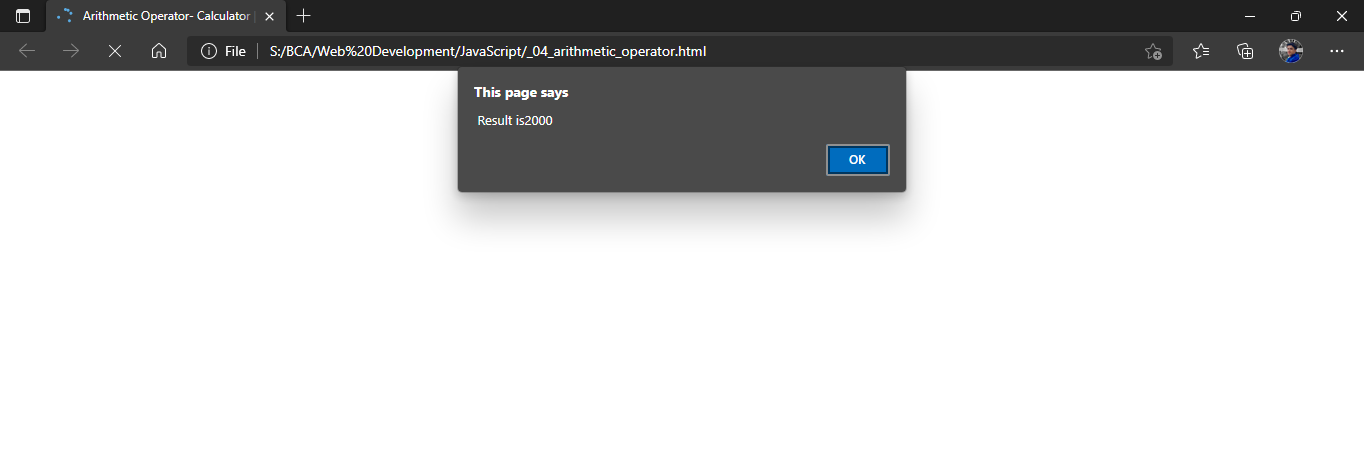 Arithmetic Operator- Calculator |
File | S:/BCA/Web%20Development/JavaScript/_04_arithmetic_operator.html
This page says
Result is2000
OK